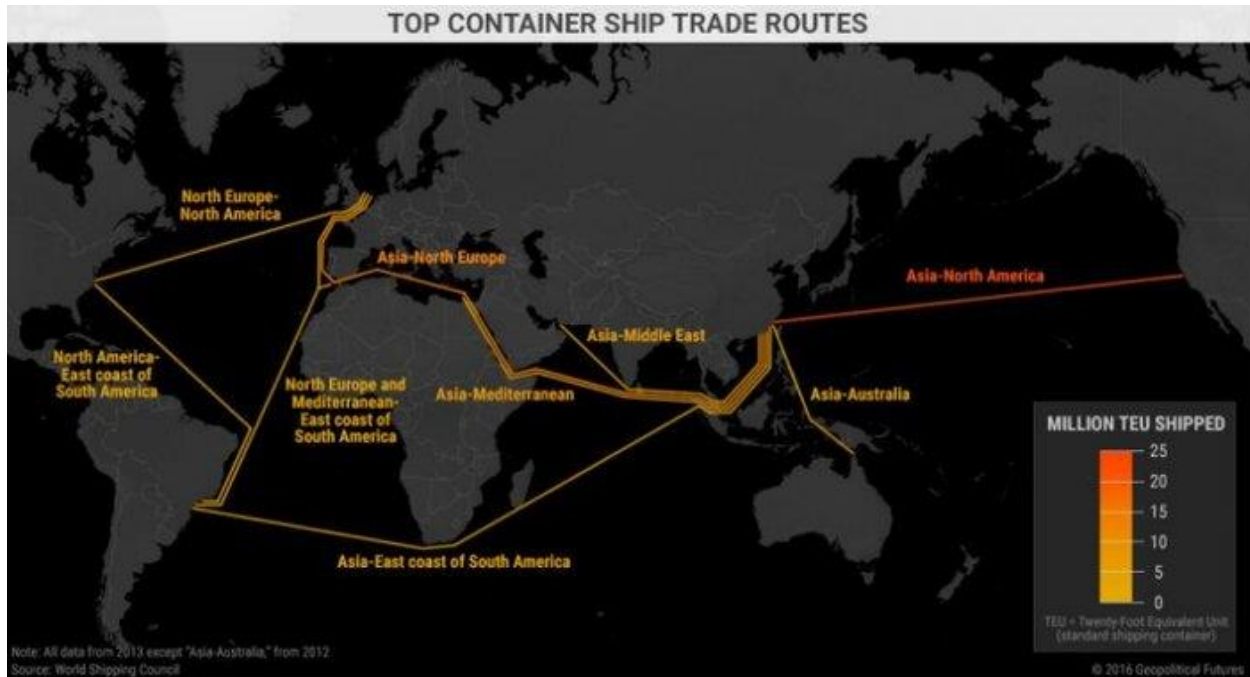 TOP CONTAINER SHIP TRADE ROUTES
North Europe-
North America
Asia-North Europe
Asia-North America
North America-
East coast of
South America
North Europe and
Mediterranean-
East coast of
South America
Asia-Middle East
Asia-Mediterranean
Asia-Australia
Asia-East coast of South America
MILLION TEU SHIPPED
25
20
15
10
5
0
TEU = Twenty-Foot Equivalent Unit
(standard shipping container)
Note: All data from 2013 except "Asia-Australia," from 2012
Source: World Shipping Council
© 2016 Geopolitical Futures